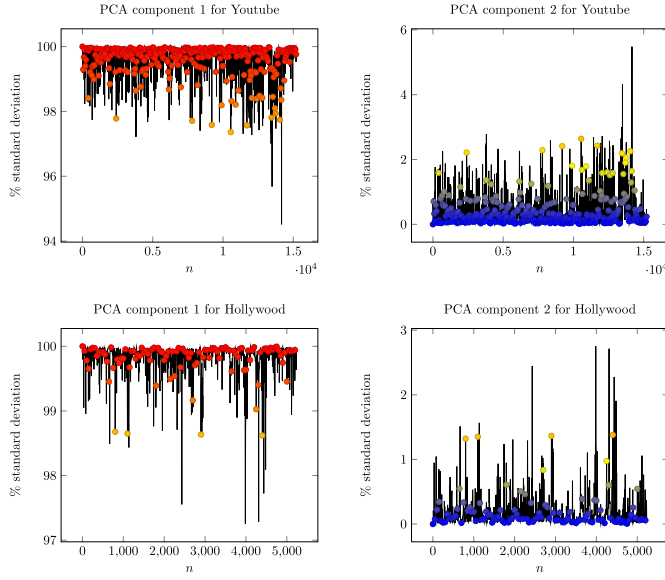 PCA component 1 for Youtube
% standard deviation
100
98
96
94
0 0.5 1 1.5
·10⁴
n
PCA component 2 for Youtube
% standard deviation
6
4
2
0
0 0.5 1 1.5
·10⁴
n
PCA component 1 for Hollywood
% standard deviation
100
99
98
97
0 1,000 2,000 3,000 4,000 5,000
n
PCA component 2 for Hollywood
% standard deviation
3
2
1
0
0 1,000 2,000 3,000 4,000 5,000
n